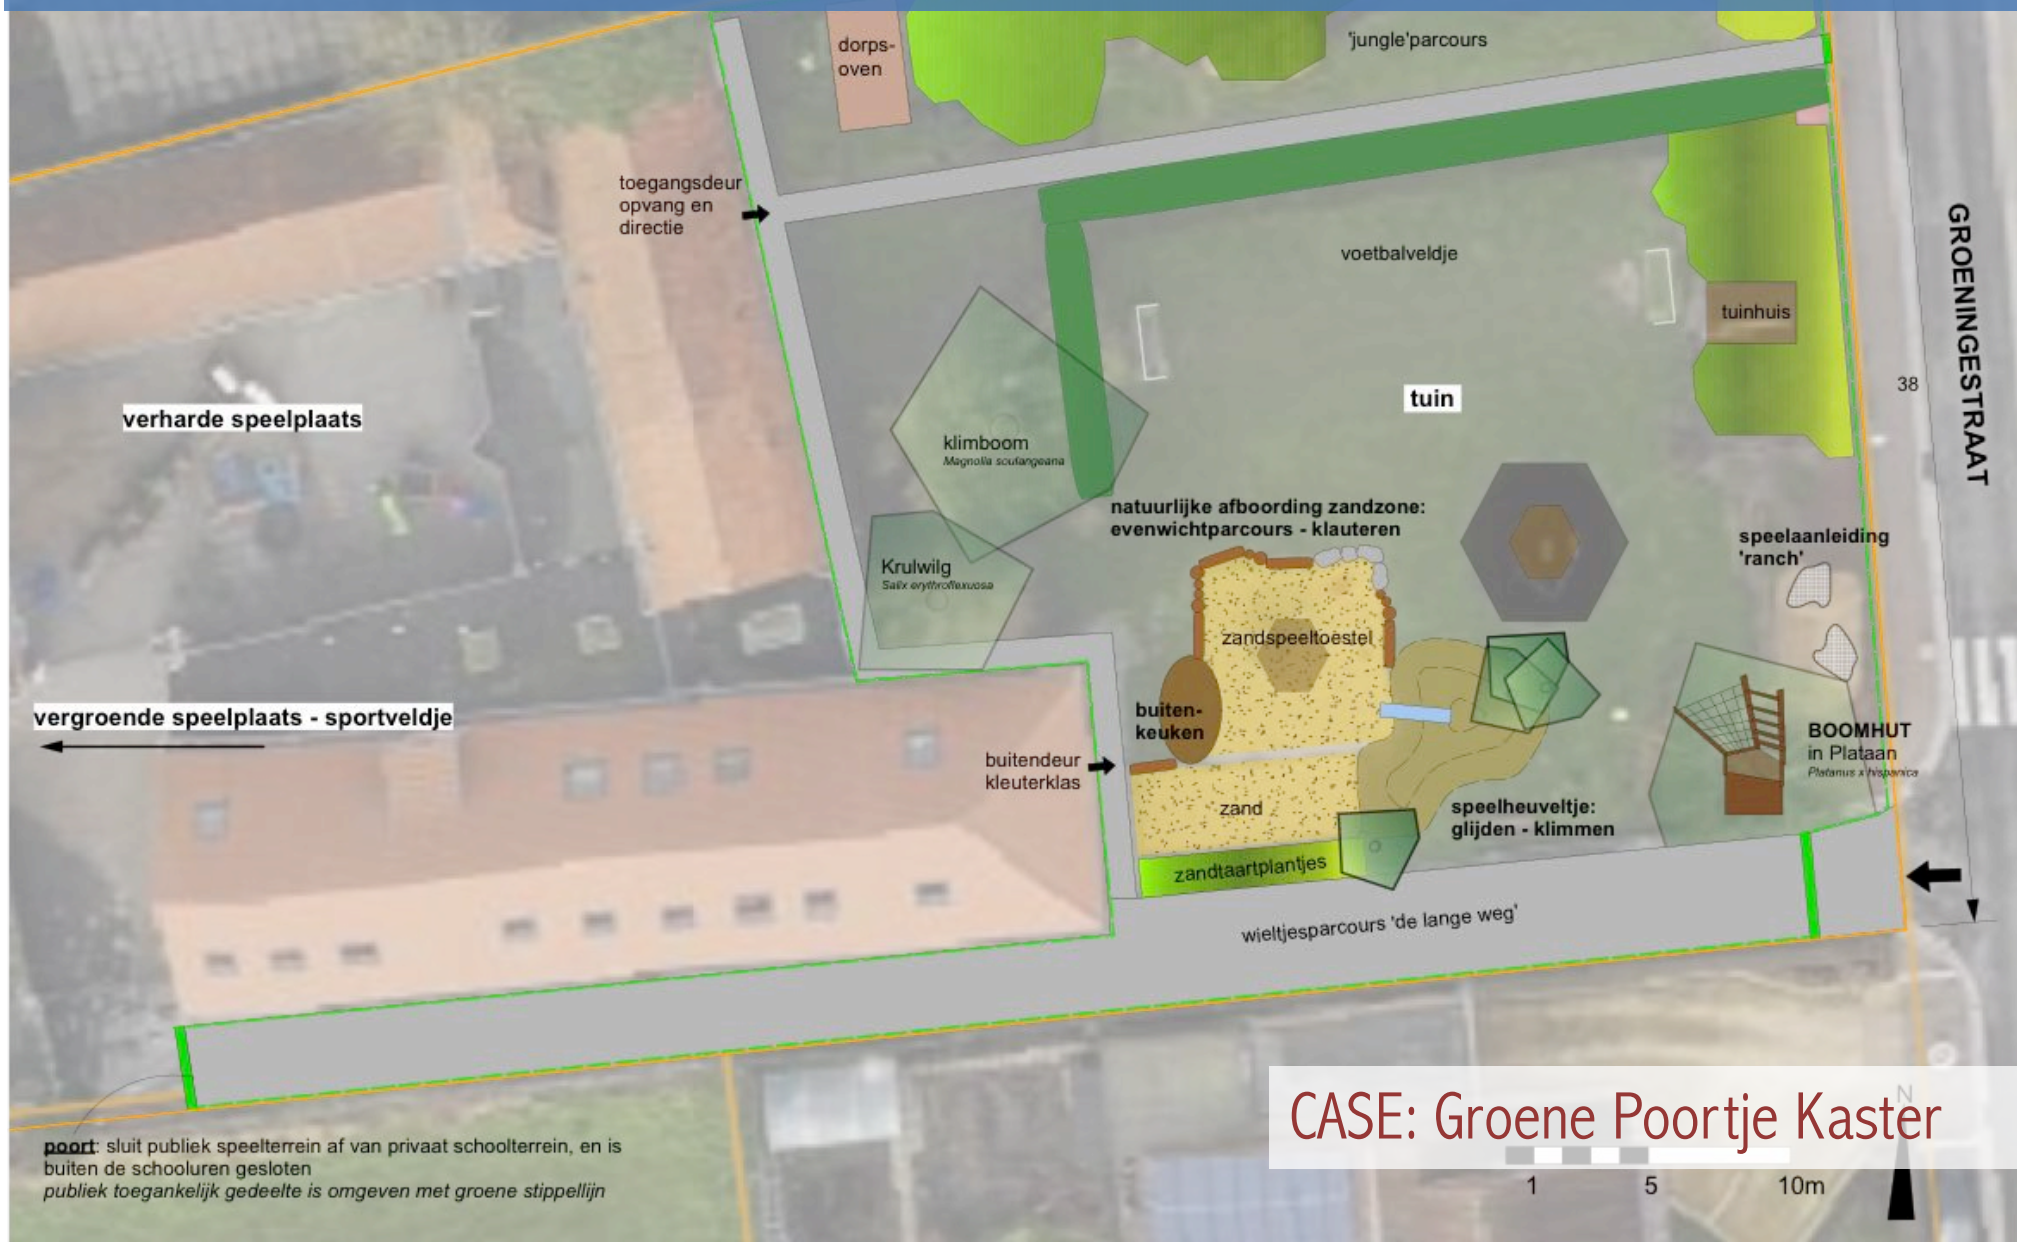 dorps-
oven
'jungle'parcours
toegangsdeur
opvang en
directie
voetbalveldje
GROENINGESTRAAT
tuinhuis
38
tuin
verharde speelplaats
klimboom
Magnolia soulangeana
natuurlijke afboording zandzone:
evenwichtparcours - klauteren
speelaanleiding
'ranch'
Krulwilg
Salix erythroflexuosa
zandspeeltoestel
vergroende speelplaats - sportveldje
buiten-
keuken
BOOMHUT
in Plataan
Platanus x hispanica
buitendeur
kleuterklas
zand
speelheuveltje:
glijden - klimmen
zandtaartplantjes
wieltjesparcours 'de lange weg'
CASE: Groene Poortje Kaster
N
poort: sluit publiek speelterrein af van privaat schoolterrein, en is
buiten de schooluren gesloten
publiek toegankelijk gedeelte is omgeven met groene stippellijn
1 5 10m